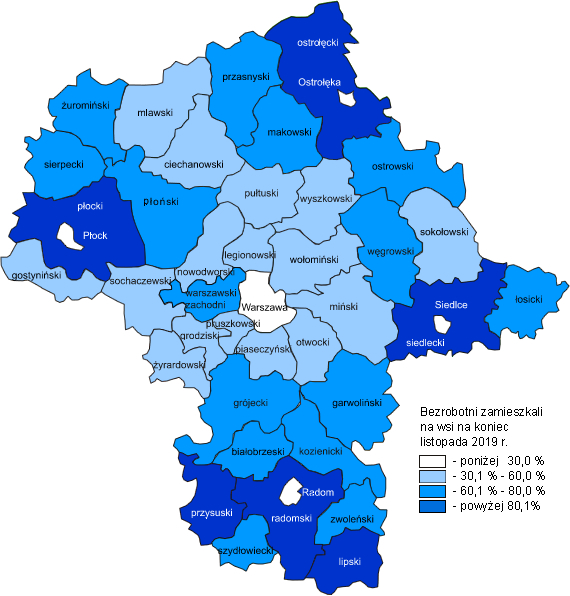 ostrołęcki
Ostrołęka
przasnyski
żuromiński
mławski
makowski
ciechanowski
sierpecki
ostrowski
płocki
płoński
pułtuski
wyszkowski
sokołowski
Płock
węgrowski
legionowski
wołomiński
gostyniński
nowodworski
sochaczewski
warszawski
zachodni
Warszawa
miński
Siedlce
łosicki
pruszkowski
grodziski
otwocki
siedlecki
piaseczyński
żyrardowski
grójecki
garwoliński
białobrzeski
kozienicki
Radom
przysuski
radomski
zwoleński
szydłowiecki
lipski
Bezrobotni zamieszkali
na wsi na koniec
listopada 2019 r.
- poniżej 30,0 %
- 30,1 % - 60,0 %
- 60,1 % - 80,0 %
- powyżej 80,1%